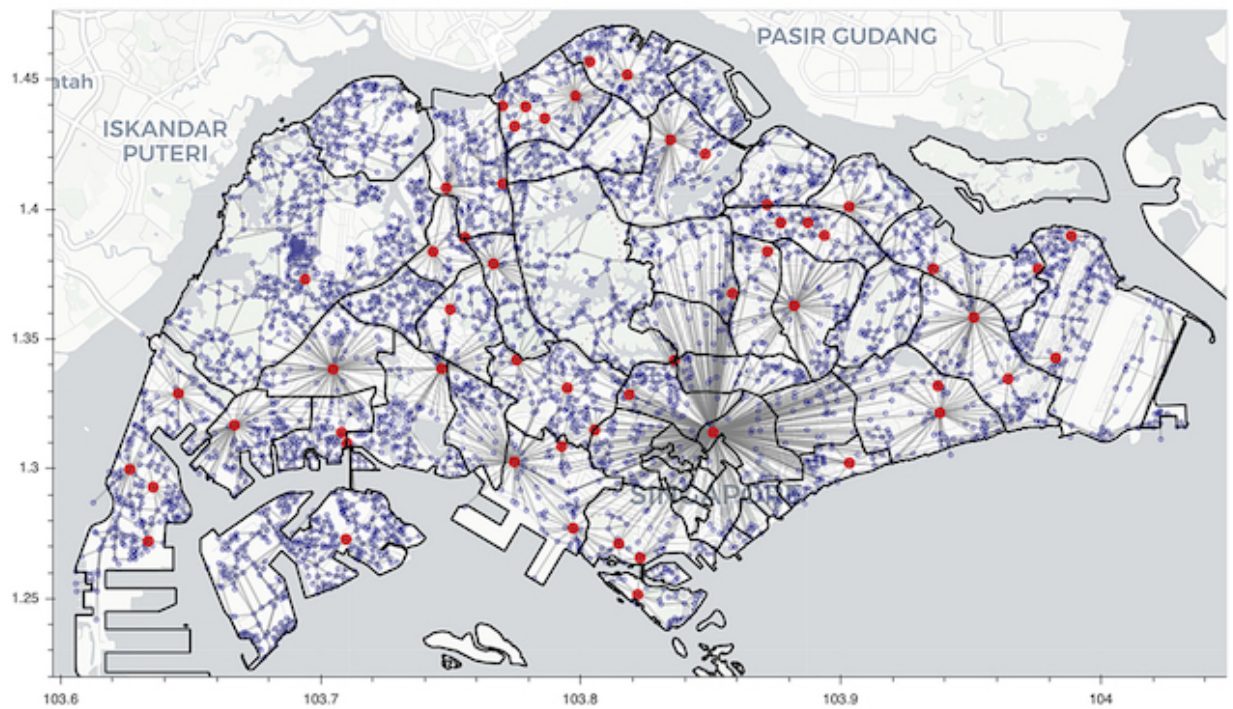 PASIR GUDANG
1.45
atah
ISKANDAR
PUTERI
1.4
1.35
1.3
SINGAPORE
1.25
103.6
103.7
103.8
103.9
104